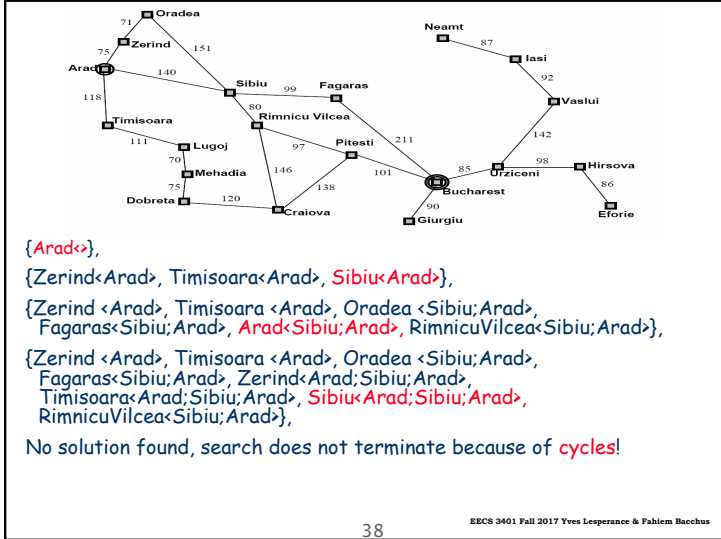 Oradea
71
Neamt
Zerind
87
151
75
Iasi
Arad
140
92
Sibiu
Fagaras
99
118
Vaslui
80
Timisoara
Rimnicu Vilcea
111
211
142
Lugoj
97
Pitesti
70
98
Hirsova
85
Mehadia
146
101
Urziceni
138
86
75
Bucharest
120
90
Dobreta
Eforie
Craiova
Giurgiu
{Arad<>},
{Zerind<Arad>, Timisoara<Arad>, Sibiu<Arad>},
{Zerind <Arad>, Timisoara <Arad>, Oradea <Sibiu;Arad>,
Fagaras<Sibiu;Arad>, Arad<Sibiu;Arad>, RimnicuVilcea<Sibiu;Arad>},
{Zerind <Arad>, Timisoara <Arad>, Oradea <Sibiu;Arad>,
Fagaras<Sibiu;Arad>, Zerind<Arad;Sibiu;Arad>,
Timisoara<Arad;Sibiu;Arad>, Sibiu<Arad;Sibiu;Arad>,
RimnicuVilcea<Sibiu;Arad>},
No solution found, search does not terminate because of cycles!
38
EECS 3401 Fall 2017 Yves Lesperance & Fahiem Bacchus